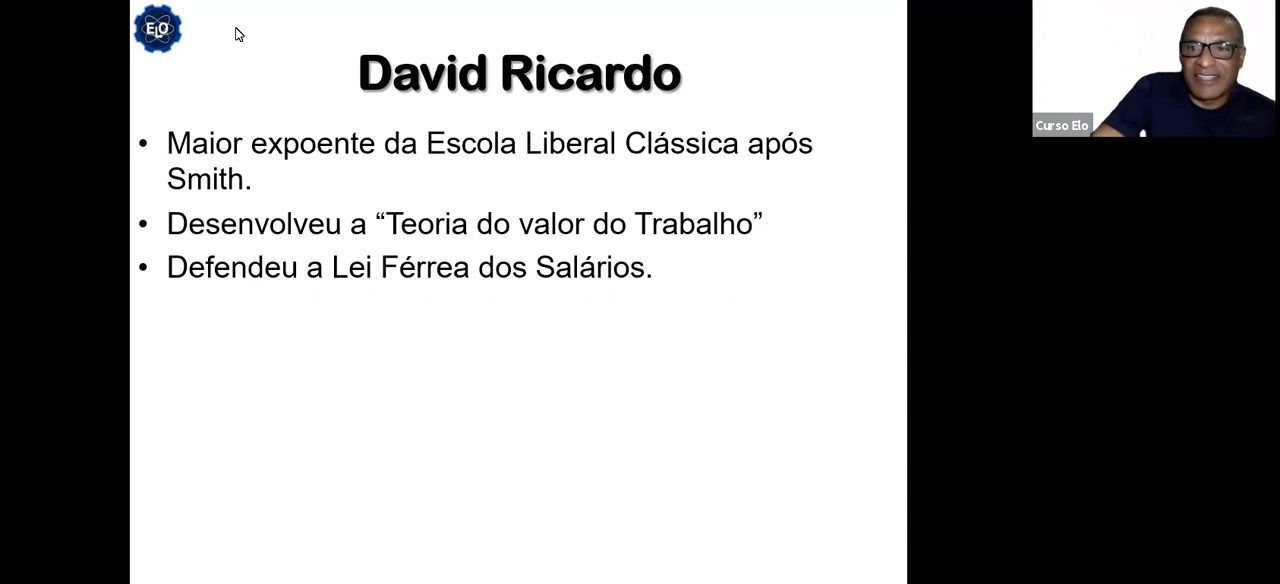 ELO
David Ricardo
• Maior expoente da Escola Liberal Clássica após
Smith.
• Desenvolveu a “Teoria do valor do Trabalho”
• Defendeu a Lei Férrea dos Salários.
Curso Elo